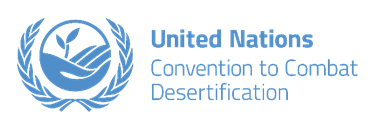 United Nations
Convention to Combat
Desertification